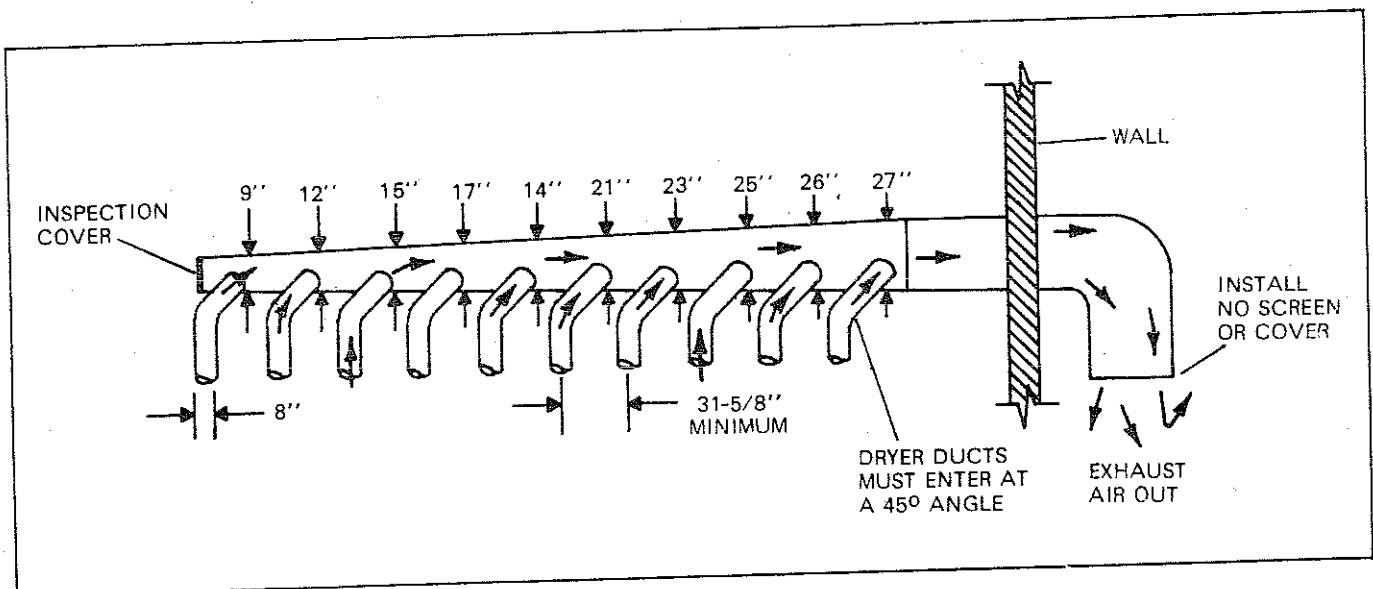 WALL
9'' 12'' 15'' 17'' 14'' 21'' 23'' 25'' 26'' 27''
INSPECTION
COVER
INSTALL
NO SCREEN
OR COVER
8''
31-5/8''
MINIMUM
DRYER DUCTS
MUST ENTER AT
A 45º ANGLE
EXHAUST
AIR OUT